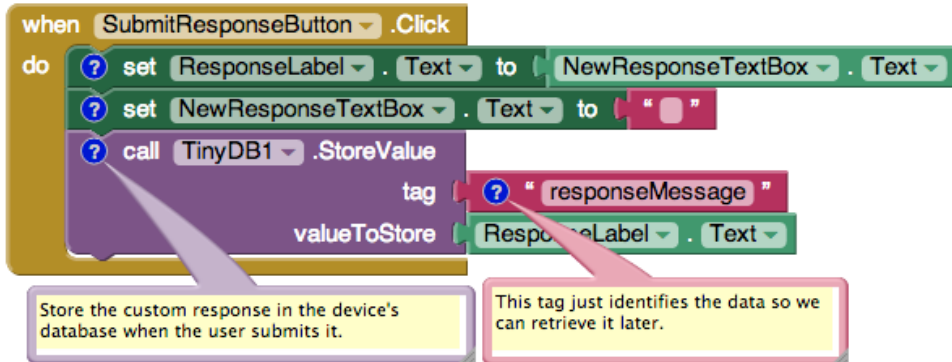 when SubmitResponseButton .Click
do ? set ResponseLabel . Text to NewResponseTextBox . Text
? set NewResponseTextBox . Text to " "
? call TinyDB1 .StoreValue
tag ? " responseMessage "
valueToStore ResponseLabel . Text
Store the custom response in the device's
database when the user submits it.
This tag just identifies the data so we
can retrieve it later.